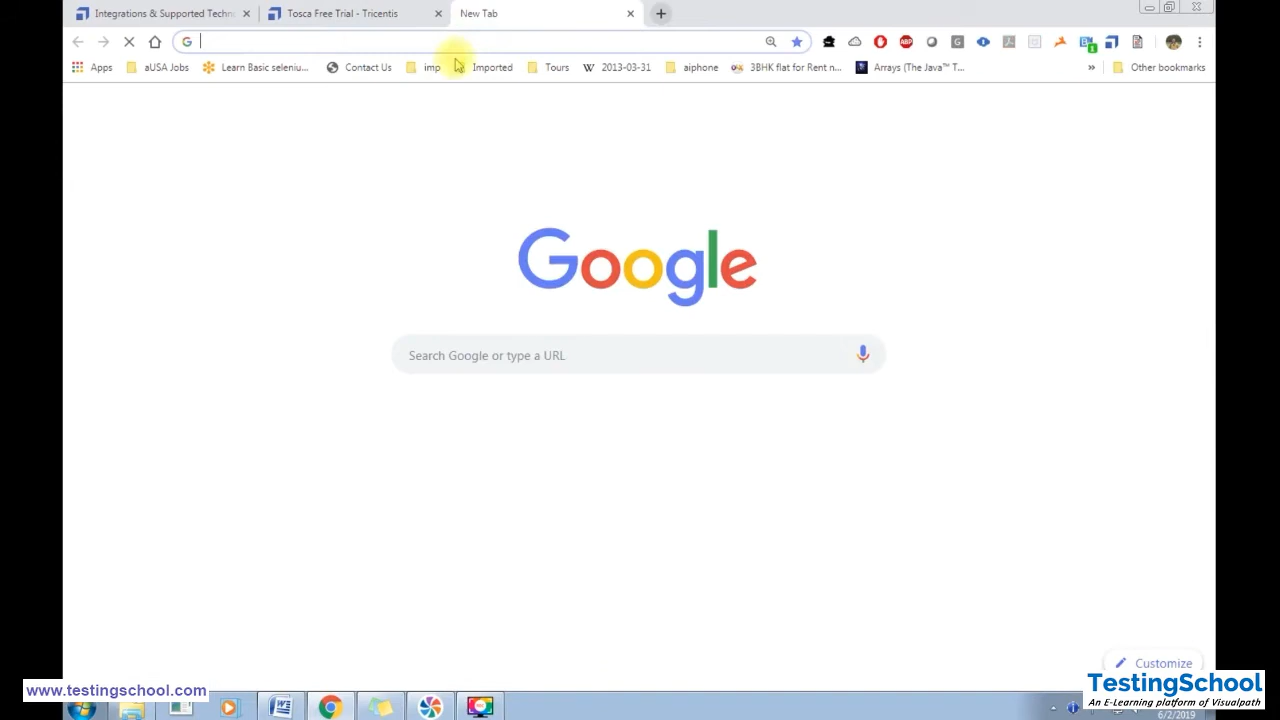 Integrations & Supported Techn
Tosca Free Trial - Tricentis
New Tab
Apps
aUSA Jobs
Learn Basic seleniu...
Contact Us
imp
Imported
Tours
2013-03-31
aiphone
3BHK flat for Rent n...
Arrays (The Java™ T...
»
Other bookmarks
Google
Search Google or type a URL
Customize
www.testingschool.com
TestingSchool
An E-Learning platform of Visualpath
6/2/2019